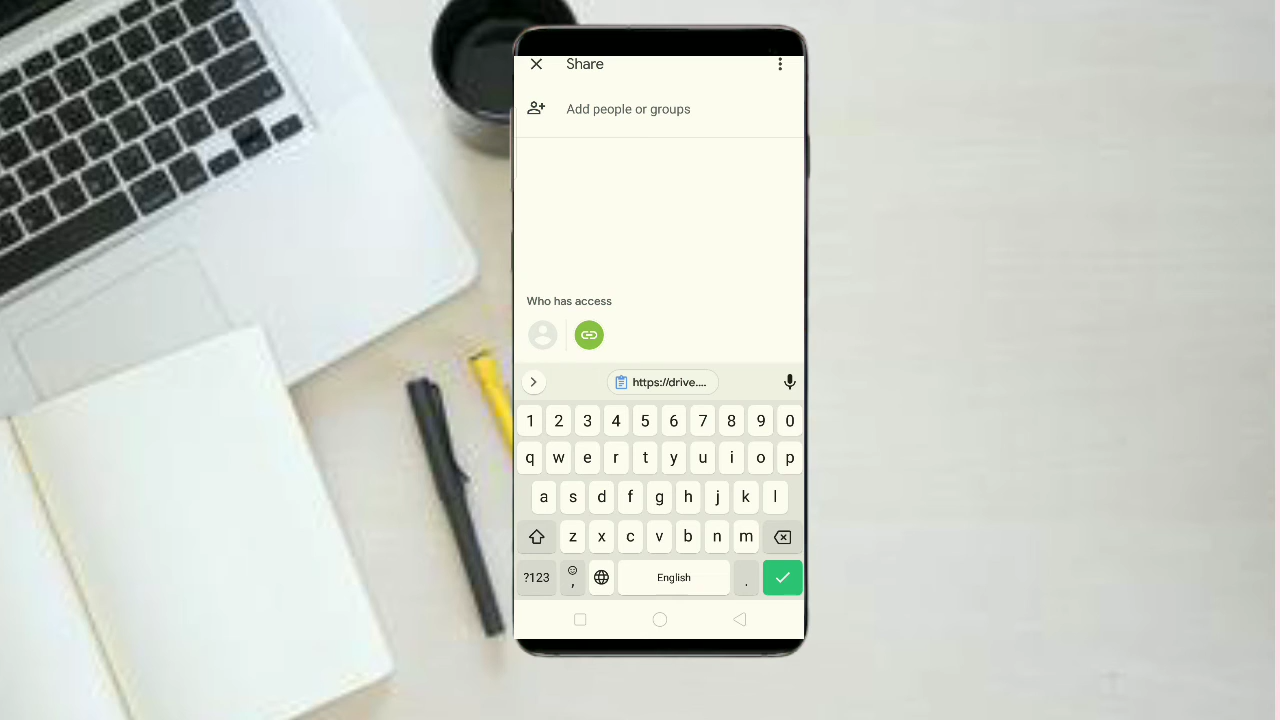 Share
Add people or groups
Who has access
https://drive....
1 2 3 4 5 6 7 8 9 0
q w e r t y u i o p
a s d f g h j k l
z x c v b n m
?123 , English .